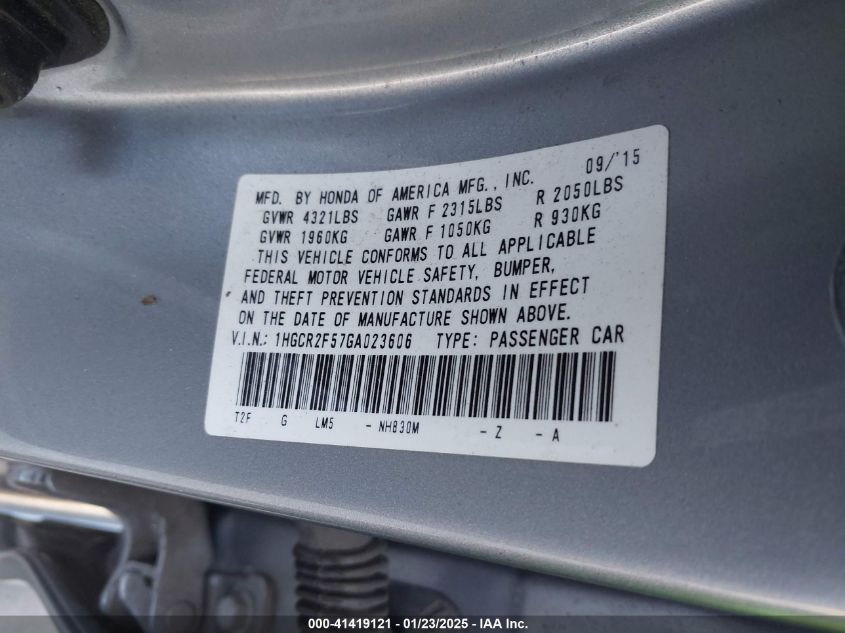 09/'15
MFD. BY HONDA OF AMERICA MFG., INC.
GVWR 4321LBS GAWR F 2315LBS R 2050LBS
GVWR 1960KG GAWR F 1050KG R 930KG
THIS VEHICLE CONFORMS TO ALL APPLICABLE
FEDERAL MOTOR VEHICLE SAFETY, BUMPER,
AND THEFT PREVENTION STANDARDS IN EFFECT
ON THE DATE OF MANUFACTURE SHOWN ABOVE.
V.I.N.: 1HGCR2F57GA023606 TYPE: PASSENGER CAR
T2F G LM5 - NH830M - Z - A
000-41419121 - 01/23/2025 - IAA Inc.